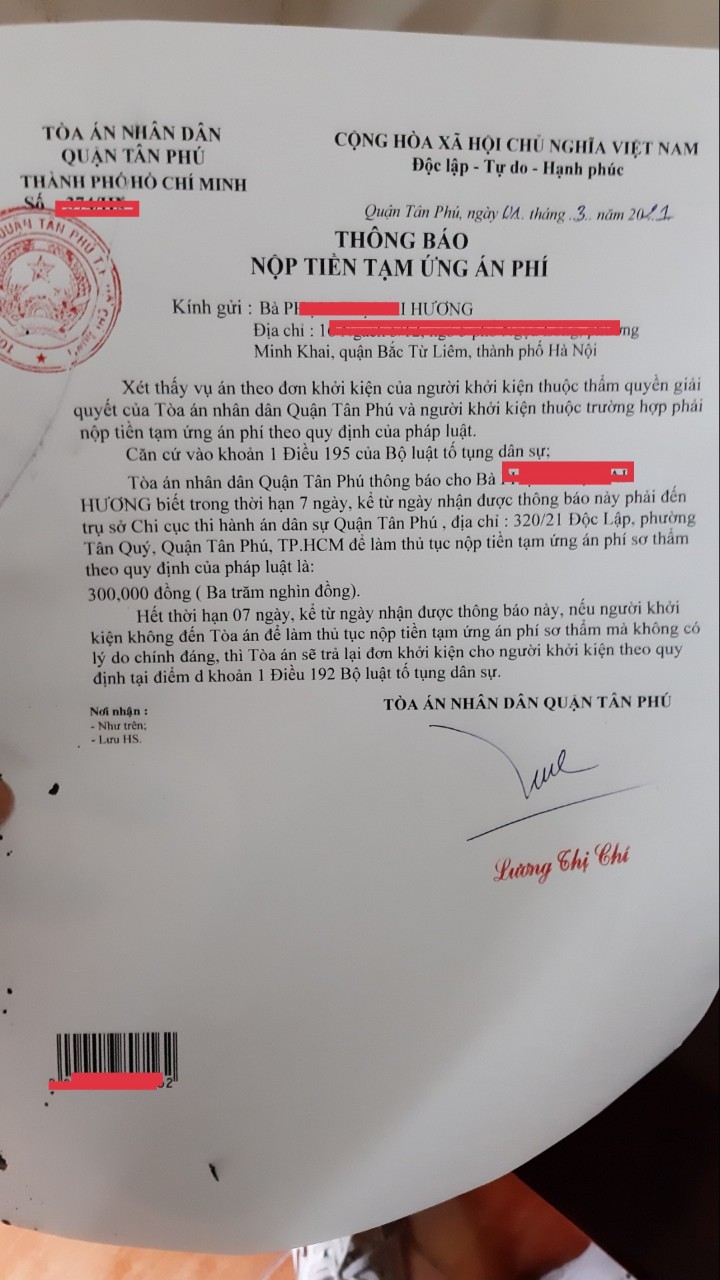 TÒA ÁN NHÂN DÂN
QUẬN TÂN PHÚ
THÀNH PHỐ HỒ CHÍ MINH
Số
CỘNG HÒA XÃ HỘI CHỦ NGHĨA VIỆT NAM
Độc lập - Tự do - Hạnh phúc
Quận Tân Phú, ngày 01. tháng .3.. năm 2021
THÔNG BÁO
NỘP TIỀN TẠM ỨNG ÁN PHÍ
Kính gửi : Bà HƯƠNG
Địa chỉ :
Minh Khai, quận Bắc Từ Liêm, thành phố Hà Nội
Xét thấy vụ án theo đơn khởi kiện của người khởi kiện thuộc thẩm quyền giải
quyết của Tòa án nhân dân Quận Tân Phú và người khởi kiện thuộc trường hợp phải
nộp tiền tạm ứng án phí theo quy định của pháp luật.
Căn cứ vào khoản 1 Điều 195 của Bộ luật tố tụng dân sự;
Tòa án nhân dân Quận Tân Phú thông báo cho Bà
HƯƠNG biết trong thời hạn 7 ngày, kể từ ngày nhận được thông báo này phải đến
trụ sở Chi cục thi hành án dân sự Quận Tân Phú , địa chỉ : 320/21 Độc Lập, phường
Tân Quý, Quận Tân Phú, TP.HCM để làm thủ tục nộp tiền tạm ứng án phí sơ thẩm
theo quy định của pháp luật là:
300,000 đồng ( Ba trăm nghìn đồng).
Hết thời hạn 07 ngày, kể từ ngày nhận được thông báo này, nếu người khởi
kiện không đến Tòa án để làm thủ tục nộp tiền tạm ứng án phí sơ thẩm mà không có
lý do chính đáng, thì Tòa án sẽ trả lại đơn khởi kiện cho người khởi kiện theo quy
định tại điểm d khoản 1 Điều 192 Bộ luật tố tụng dân sự.
Nơi nhận :
- Như trên;
- Lưu HS.
TÒA ÁN NHÂN DÂN QUẬN TÂN PHÚ
Lương Thị Chí